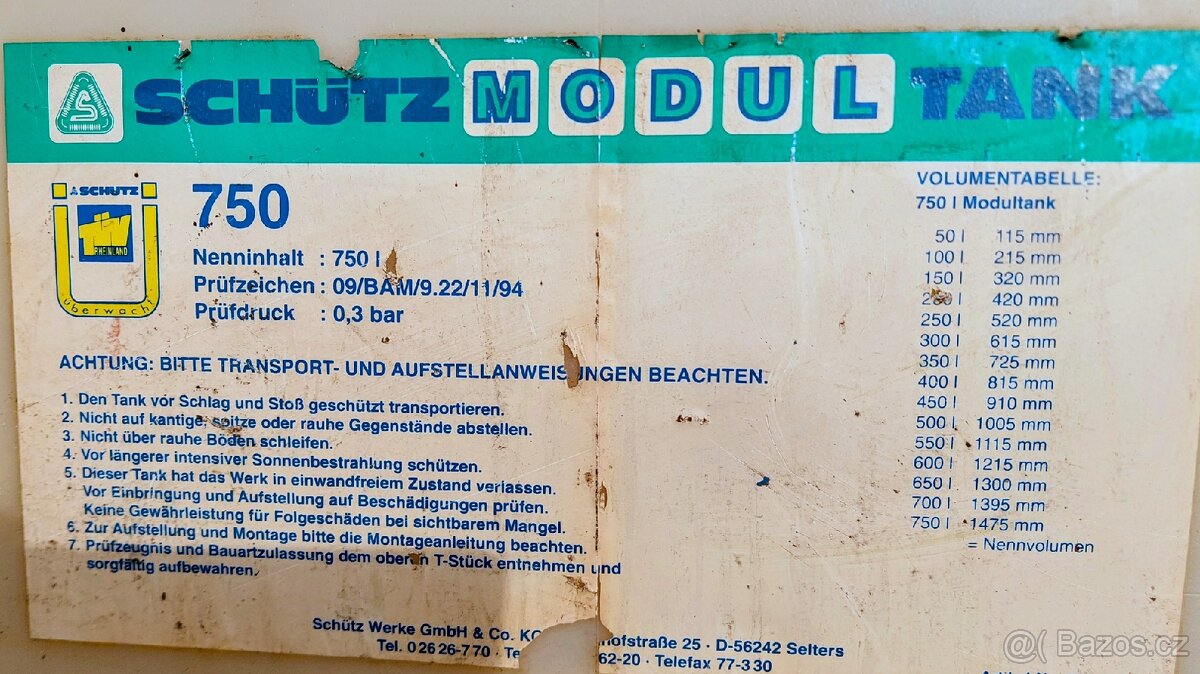 S SCHÜTZ MODUL TANK
SCHÜTZ
TÜV
RHEINLAND
überwacht
750
Nenninhalt : 750 l
Prüfzeichen : 09/BAM/9.22/11/94
Prüfdruck : 0,3 bar
ACHTUNG: BITTE TRANSPORT- UND AUFSTELLANWEISUNGEN BEACHTEN.
1. Den Tank vor Schlag und Stoß geschützt transportieren.
2. Nicht auf kantige, spitze oder rauhe Gegenstände abstellen.
3. Nicht über rauhe Böden schleifen.
4. Vor längerer intensiver Sonnenbestrahlung schützen.
5. Dieser Tank hat das Werk in einwandfreiem Zustand verlassen.
Vor Einbringung und Aufstellung auf Beschädigungen prüfen.
Keine Gewährleistung für Folgeschäden bei sichtbarem Mangel.
6. Zur Aufstellung und Montage bitte die Montageanleitung beachten.
7. Prüfzeugnis und Bauartzulassung dem oberen T-Stück entnehmen und
sorgfältig aufbewahren.
VOLUMENTABELLE:
750 l Modultank
50 l 115 mm
100 l 215 mm
150 l 320 mm
200 l 420 mm
250 l 520 mm
300 l 615 mm
350 l 725 mm
400 l 815 mm
450 l 910 mm
500 l 1005 mm
550 l 1115 mm
600 l 1215 mm
650 l 1300 mm
700 l 1395 mm
750 l 1475 mm
= Nennvolumen
Schütz Werke GmbH & Co. KG hofstraße 25 · D-56242 Selters
Tel. 0 26 26-7 70 · Te 62-20 · Telefax 77-3 30
@ Bazos.cz